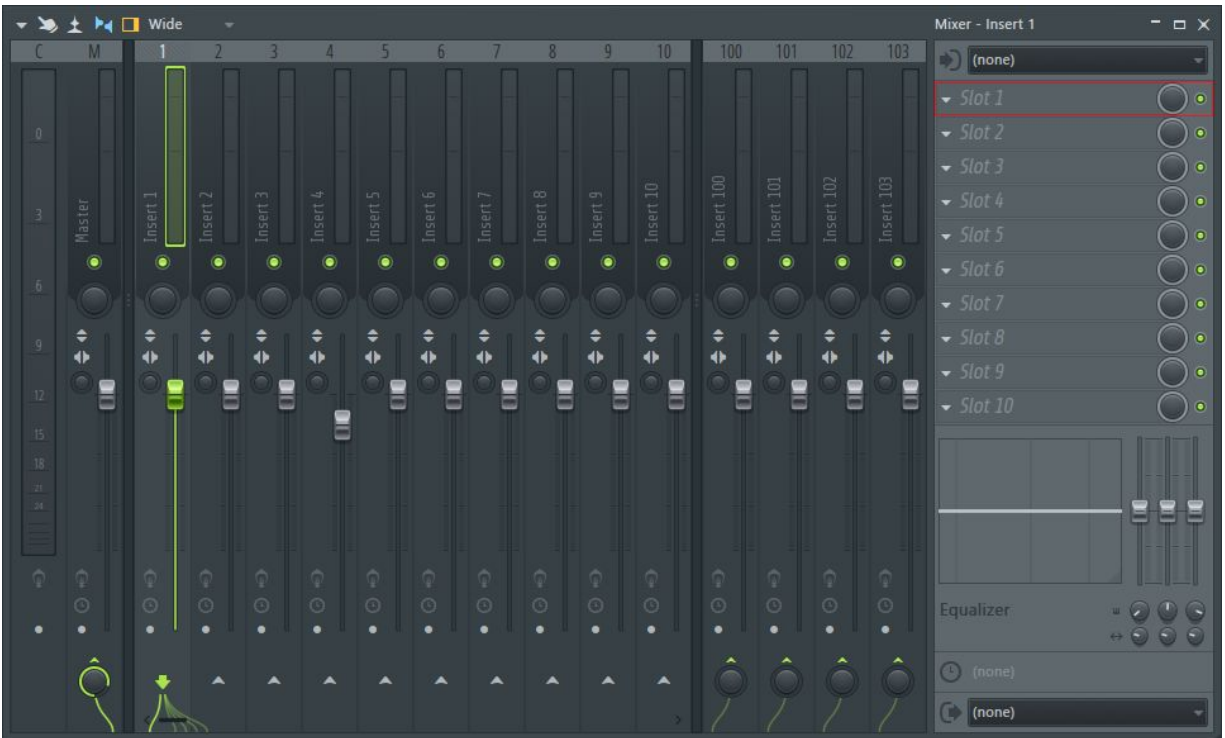 Wide
Mixer - Insert 1
C M 1 2 3 4 5 6 7 8 9 10 100 101 102 103
(none)
Slot 1
Slot 2
Slot 3
Slot 4
Slot 5
Slot 6
Slot 7
Slot 8
Slot 9
Slot 10
0
3
6
9
12
15
18
21
24
Master
Insert 1
Insert 2
Insert 3
Insert 4
Insert 5
Insert 6
Insert 7
Insert 8
Insert 9
Insert 10
Insert 100
Insert 101
Insert 102
Insert 103
Equalizer
(none)
(none)